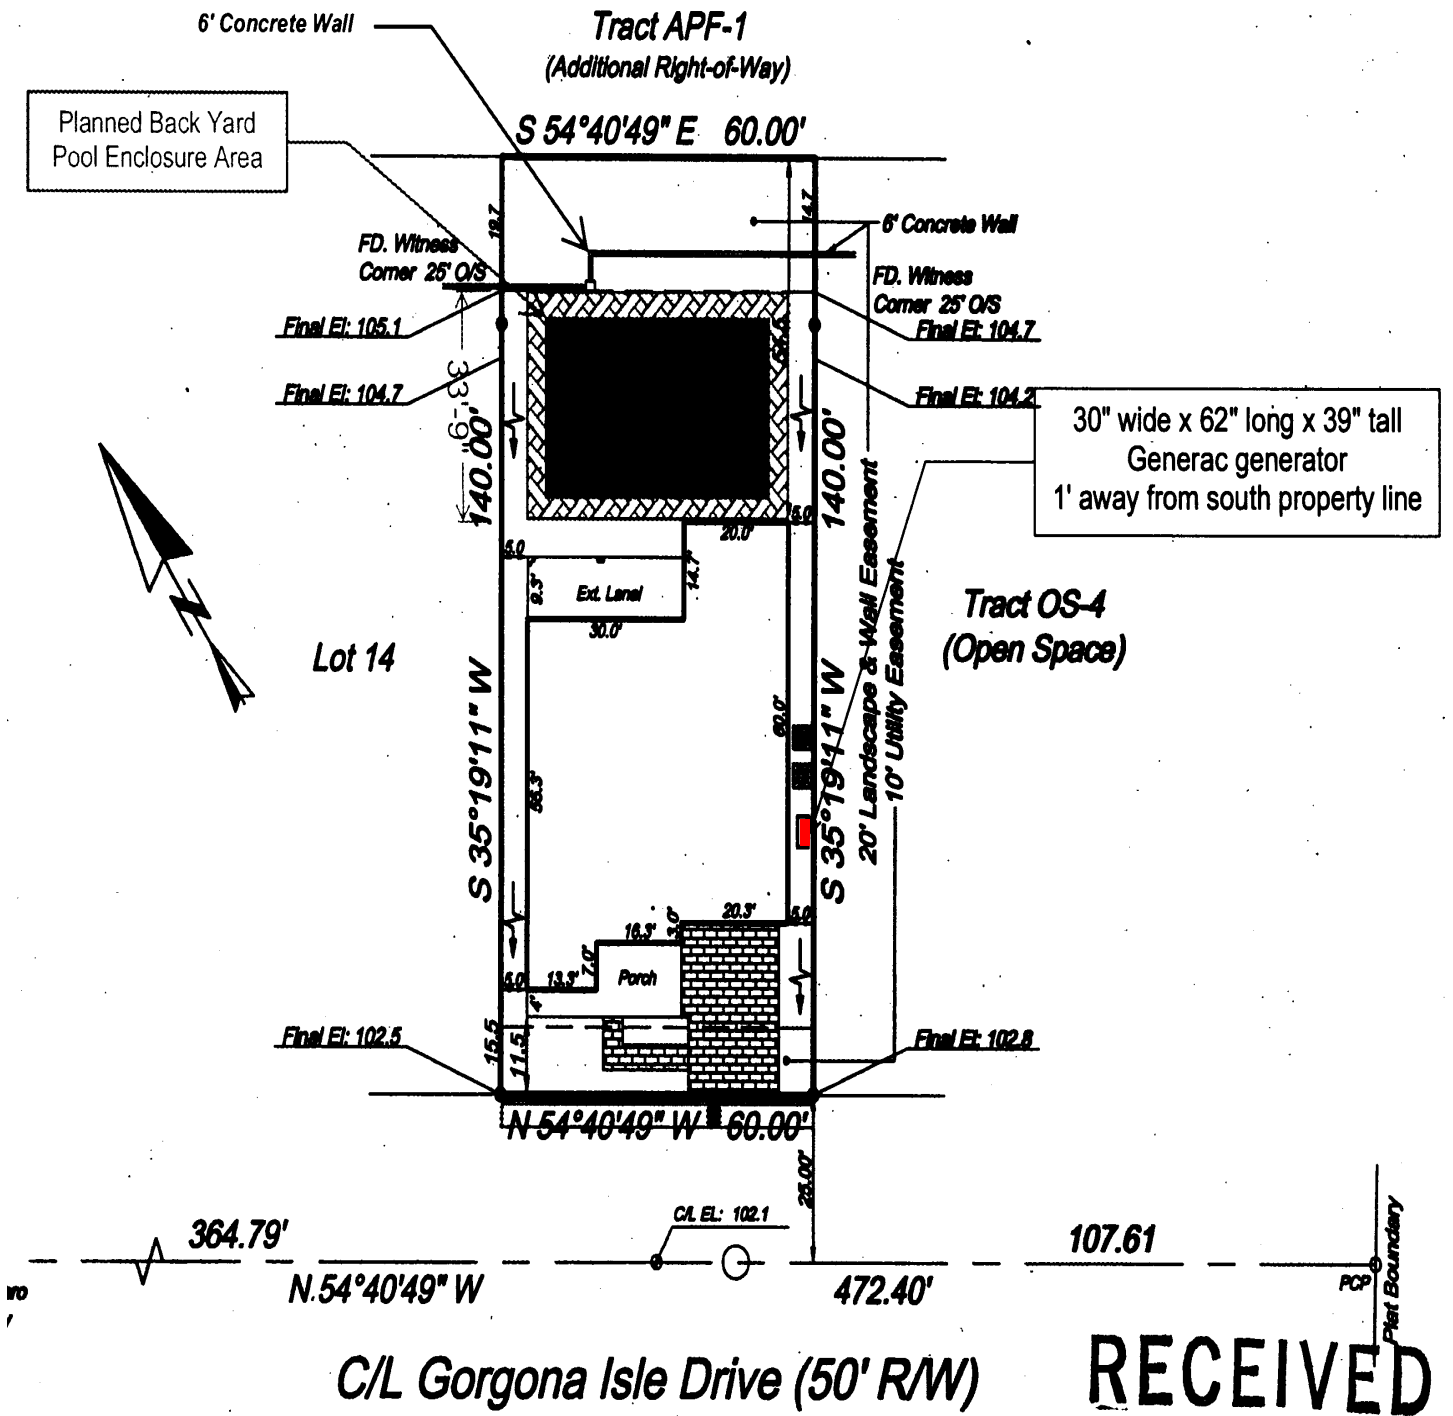 6' Concrete Wall
Tract APF-1
(Additional Right-of-Way)
Planned Back Yard
Pool Enclosure Area
S 54°40'49" E 60.00'
19.7
14.7
6' Concrete Wall
FD. Witness
Corner 25' O/S
FD. Witness
Corner 25' O/S
Final El: 105.1
Final El: 104.7
Final El: 104.7
Final El: 104.2
33'-9"
140.00'
140.00'
30" wide x 62" long x 39" tall
Generac generator
1' away from south property line
5.0
20.0'
5.0
9.3'
Ext. Lanai
14.7'
30.0'
20' Landscape & Wall Easement
10' Utility Easement
Tract OS-4
(Open Space)
Lot 14
S 35°19'11" W
S 35°19'11" W
60.0'
55.3'
20.3'
5.0
16.3'
3.0'
7.0'
Porch
5.0
13.3'
4'
Final El: 102.5
15.5
11.5
Final El: 102.8
N 54°40'49" W 60.00'
25.00'
C/L EL: 102.1
364.79'
107.61
N.54°40'49" W
472.40'
PCP
Plat Boundary
C/L Gorgona Isle Drive (50' R/W)
RECEIVED